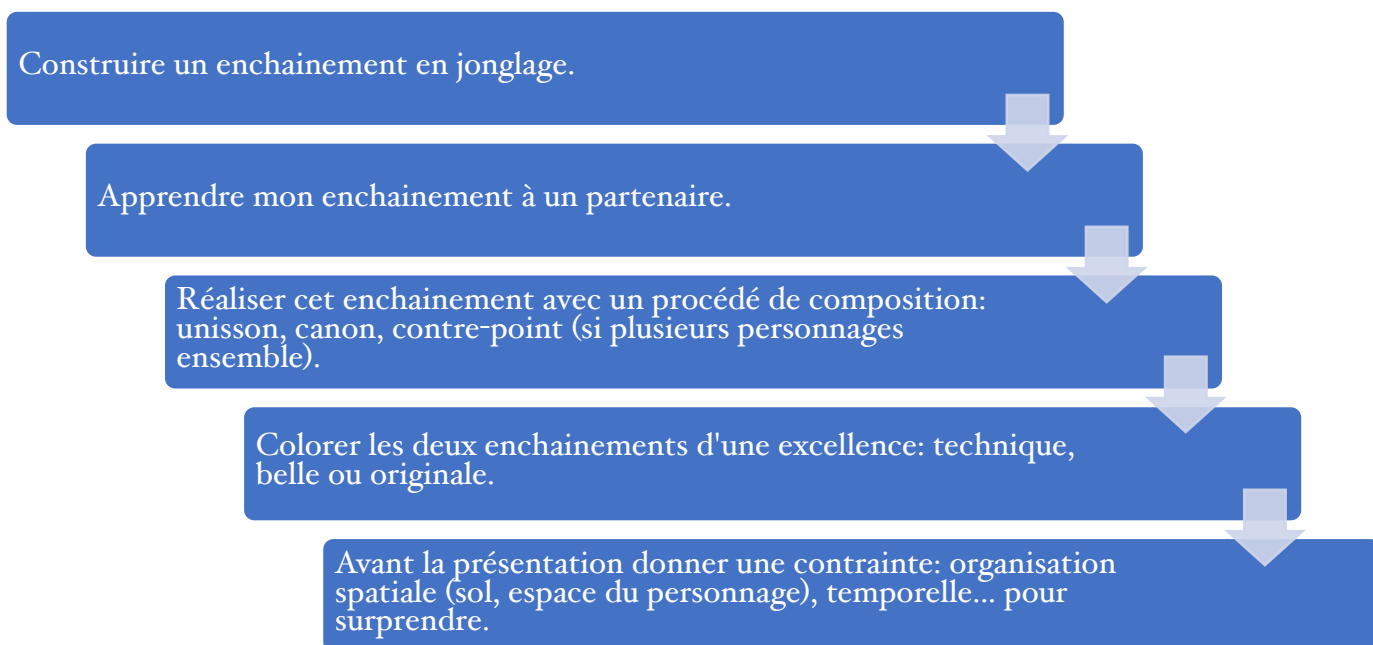 Construire un enchainement en jonglage.
Apprendre mon enchainement à un partenaire.
Réaliser cet enchainement avec un procédé de composition:
unisson, canon, contre-point (si plusieurs personnages
ensemble).
Colorer les deux enchainements d'une excellence: technique,
belle ou originale.
Avant la présentation donner une contrainte: organisation
spatiale (sol, espace du personnage), temporelle... pour
surprendre.